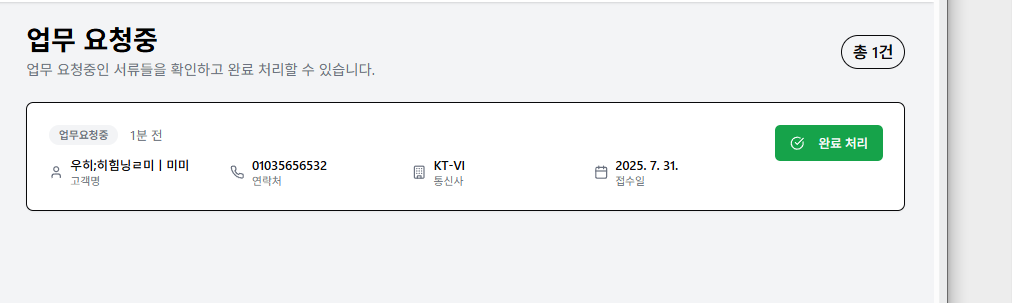 업무 요청중
업무 요청중인 서류들을 확인하고 완료 처리할 수 있습니다.
총 1건
업무요청중 1분 전
완료 처리
우히;히힘닝ㄹ미 | 미미
고객명
01035656532
연락처
KT-VI
통신사
2025. 7. 31.
접수일